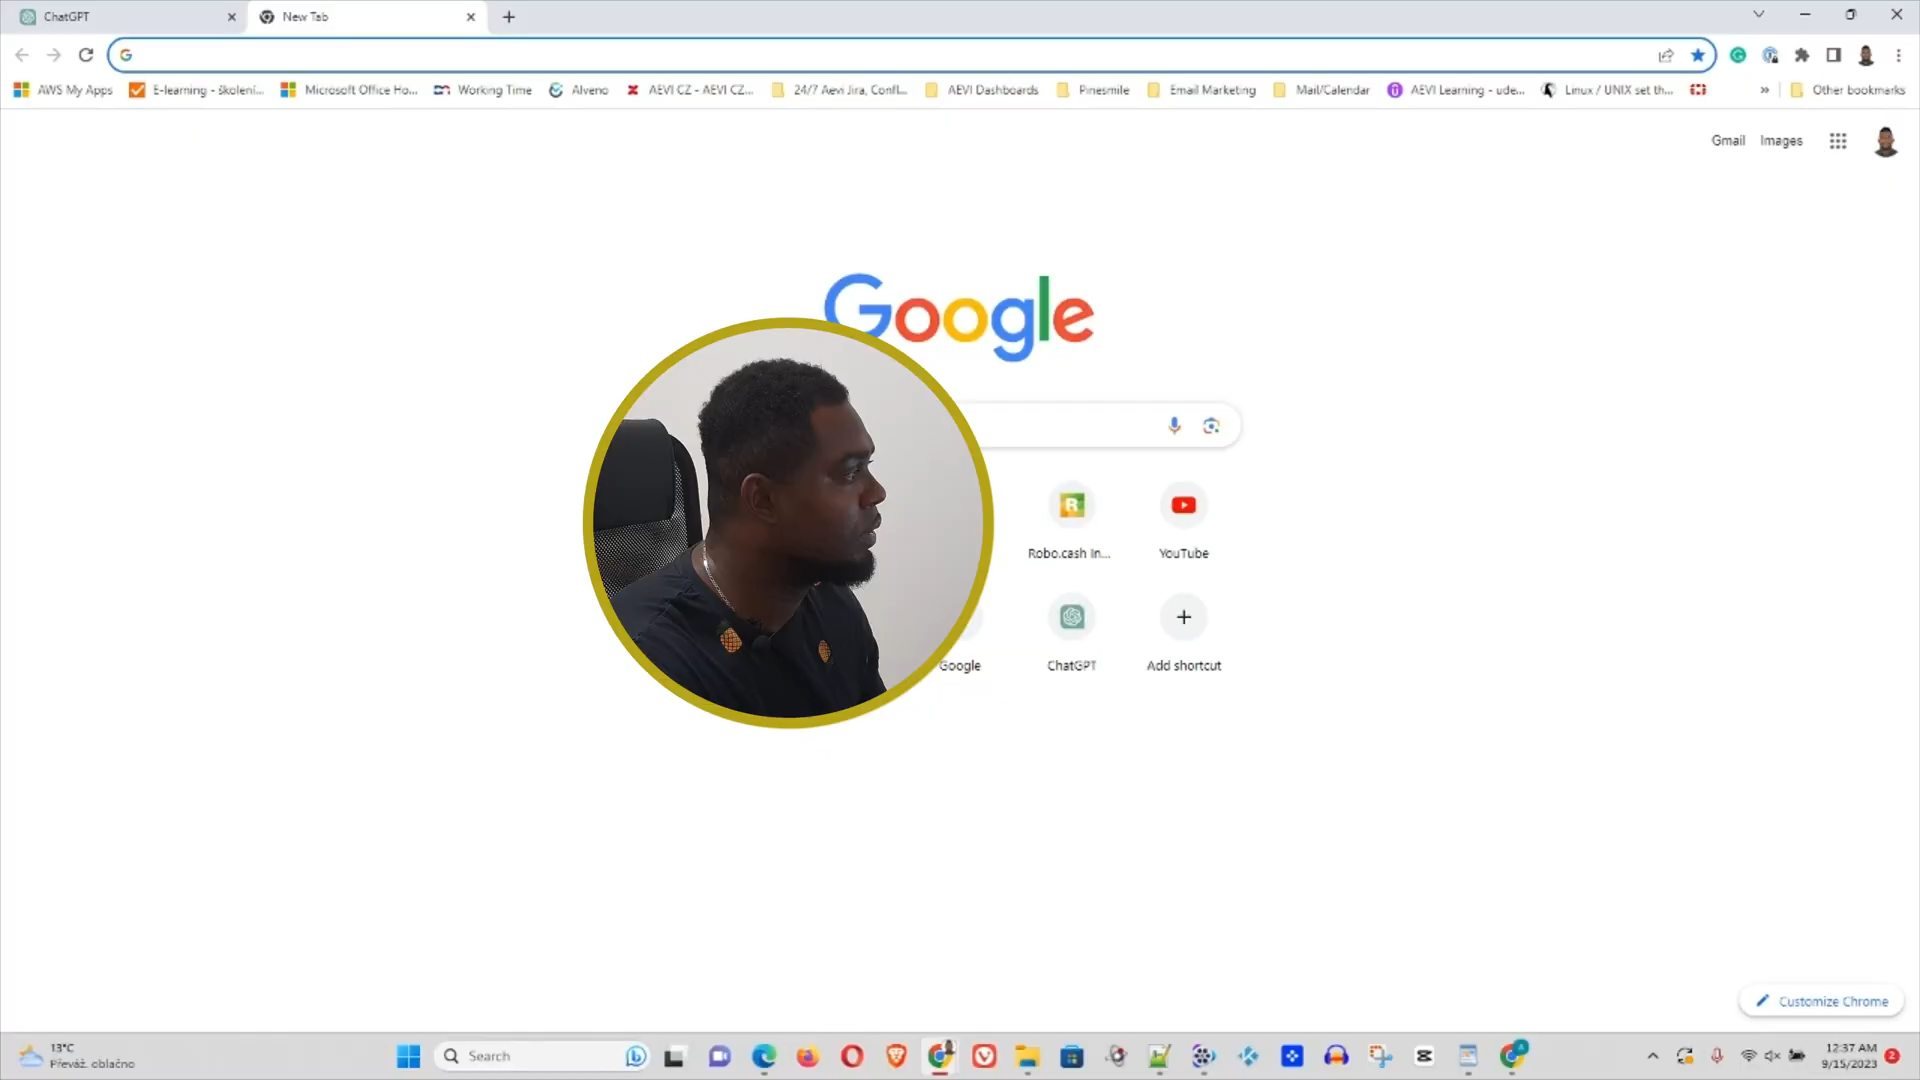 ChatGPT
New Tab
AWS My Apps
E-learning - školení...
Microsoft Office Ho...
Working Time
Alveno
AEVI CZ - AEVI CZ...
24/7 Aevi Jira, Confl...
AEVI Dashboards
Pinesmile
Email Marketing
Mail/Calendar
AEVI Learning - ude...
Linux / UNIX set th...
Other bookmarks
Gmail
Images
Google
Robo.cash In...
YouTube
Google
ChatGPT
Add shortcut
Customize Chrome
13°C
Převáž. oblačno
Search
12:37 AM
9/15/2023
2